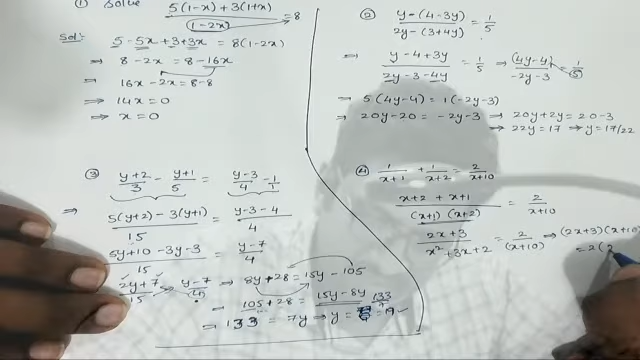 ① Solve 5(1-x) + 3(1+x) / (1-2x) = 8
Sol: 5 - 5x + 3 + 3x = 8(1-2x)
⇒ 8 - 2x = 8 - 16x
⇒ 16x - 2x = 8 - 8
⇒ 14x = 0
⇒ x = 0
② y - (4-3y) / 2y - (3+4y) = 1/5
⇒ y - 4 + 3y / 2y - 3 - 4y = 1/5 ⇒ (4y-4) / -2y-3 = 1/5
⇒ 5(4y-4) = 1(-2y-3)
⇒ 20y - 20 = -2y - 3 ⇒ 20y + 2y = 20 - 3
⇒ 22y = 17 ⇒ y = 17/22
③ y+2/3 - y+1/5 = y-3/4 - 1/1
⇒ 5(y+2) - 3(y+1) / 15 = y-3-4 / 4
5y+10-3y-3 / 15 = y-7 / 4
2y+7 / 15 = y-7 / 4 ⇒ 8y + 28 = 15y - 105
⇒ 105 + 28 = 15y - 8y
⇒ 133 = 7y ⇒ y = 133/7 = 19
④ 1/x+1 + 1/x+2 = 2/x+10
x+2 + x+1 / (x+1)(x+2) = 2 / x+10
2x+3 / x² + 3x + 2 = 2 / (x+10) ⇒ (2x+3)(x+10)
= 2(